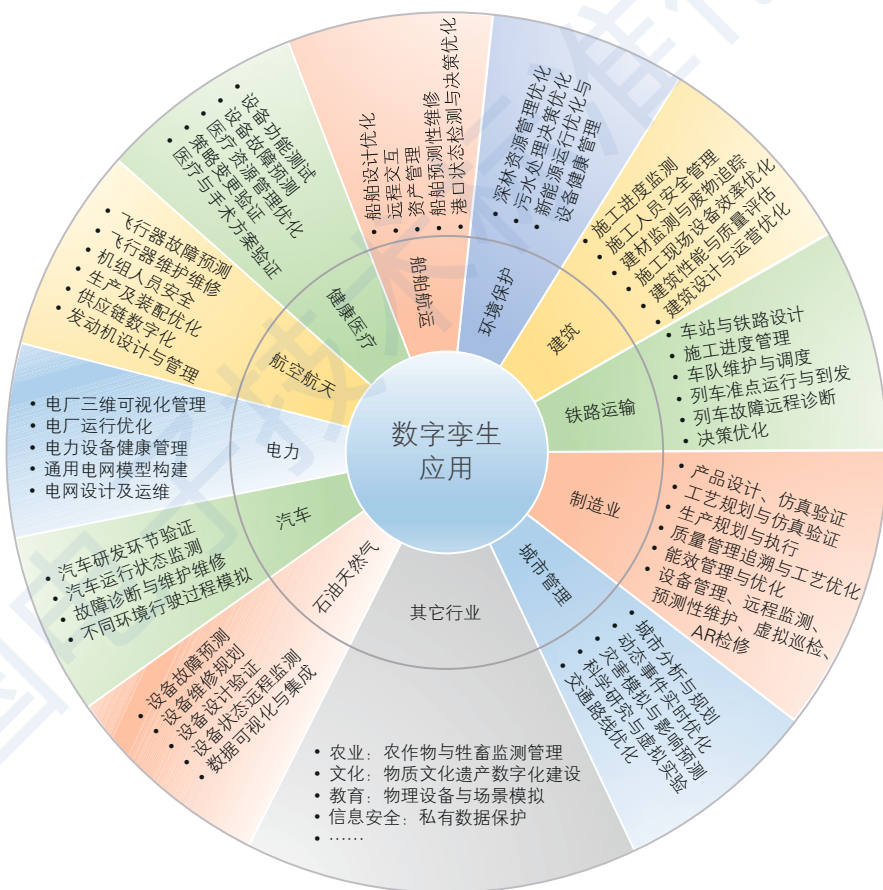 数字孪生
应用
船舶航运
船舶设计优化
远程交互
资产管理
船舶预测性维修
港口状态检测与决策优化
环境保护
深林资源管理优化
污水处理决策优化
新能源运行优化与
设备健康管理
建筑
施工进度监测
施工人员安全管理
建材监测与废物追踪
施工现场设备效率优化
建筑性能与质量评估
建筑设计与运营优化
铁路运输
车站与铁路设计
施工进度管理
车队维护与调度
列车准点运行与到发
列车故障远程诊断
决策优化
制造业
产品设计、仿真验证
工艺规划与仿真验证
生产规划与执行
质量管理追溯与工艺优化
能效管理与优化
设备管理、远程监测、
预测性维护、虚拟巡检、
AR检修
城市管理
城市分析与规划
动态事件实时优化
灾害模拟与影响预测
科学研究与虚拟实验
交通路线优化
其它行业
农业：农作物与牲畜监测管理
文化：物质文化遗产数字化建设
教育：物理设备与场景模拟
信息安全：私有数据保护
……
石油天然气
设备故障预测
设备维修规划
设备设计验证
设备状态远程监测
数据可视化与集成
汽车
汽车研发环节验证
汽车运行状态监测
故障诊断与维护维修
不同环境行驶过程模拟
电力
电厂三维可视化管理
电厂运行优化
电力设备健康管理
通用电网模型构建
电网设计及运维
航空航天
飞行器故障预测
飞行器维护维修
机组人员安全
生产及装配优化
供应链数字化
发动机设计与管理
健康医疗
设备功能测试
设备故障预测
医疗资源管理优化
策略变更验证
医疗与手术方案验证